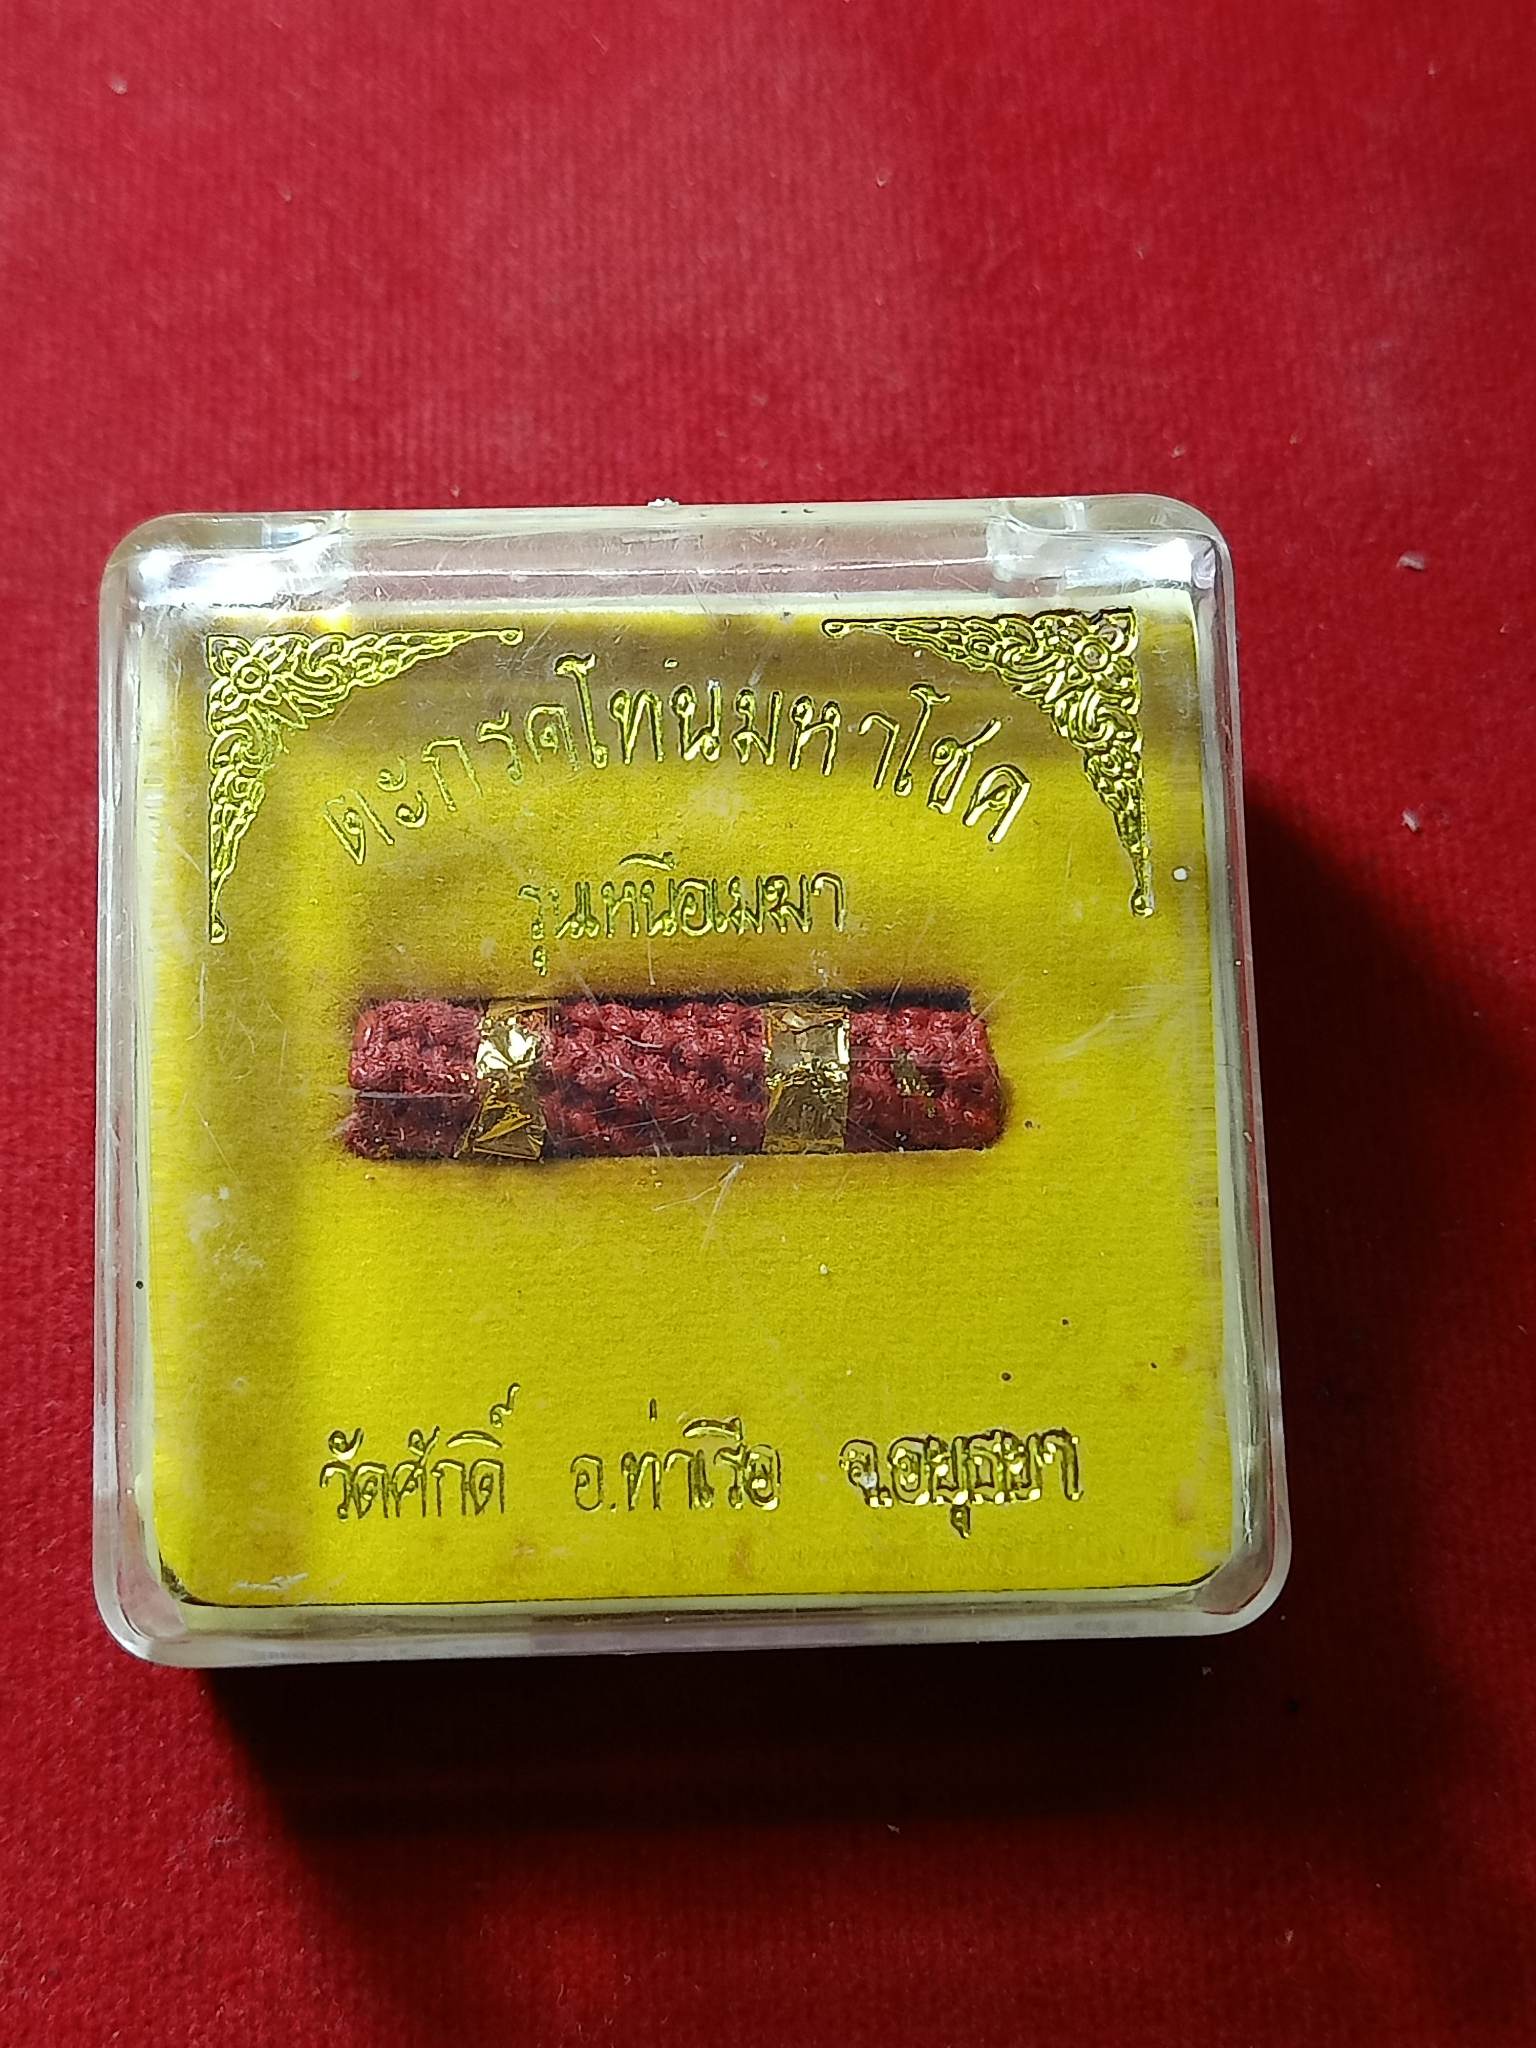 ตะกรุดโทนมหาโชค
รุ่นเหนือเมฆา
วัดศักดิ์ อ.ท่าเรือ จ.อยุธยา